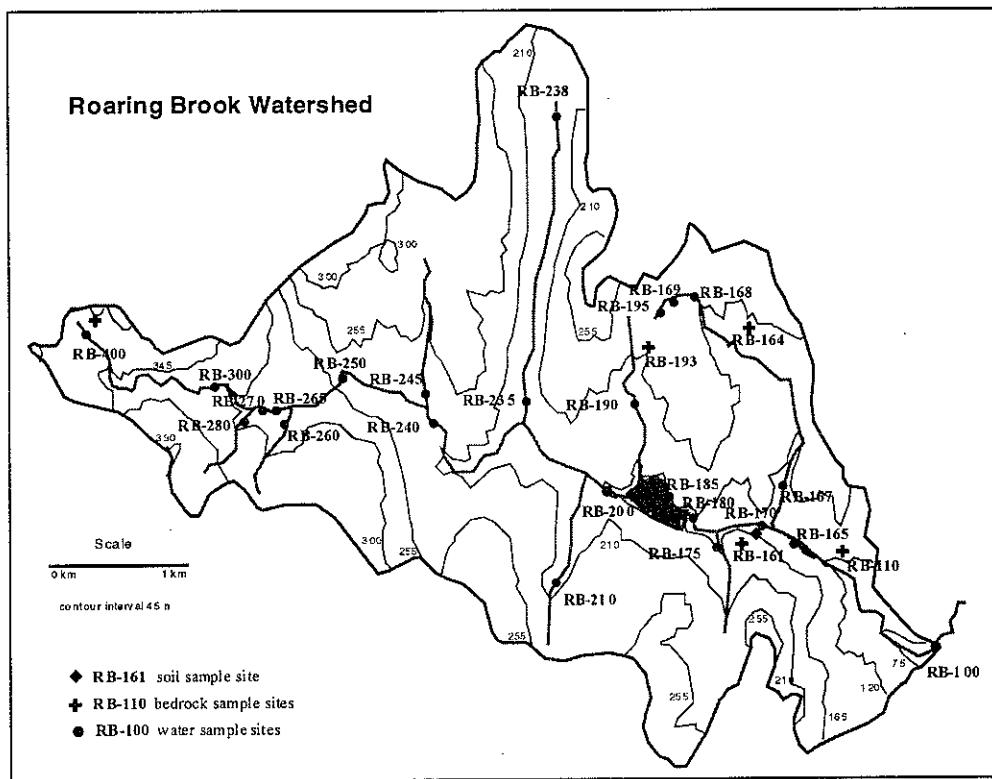 210
Roaring Brook Watershed
RB-238
210
300
300
RB-169
RB-168
RB-195
255
255
RB-164
RB-193
RB-400
345
RB-250
RB-300
RB-245
RB-270
RB-265
RB-235
RB-190
RB-280
RB-260
RB-240
390
RB-185
RB-167
RB-180
RB-200
RB-170
Scale
300
RB-165
255
210
RB-175
RB-161
RB-110
0 km
1 km
contour interval 45 n
RB-210
255
255
75
RB-100
RB-161 soil sample site
21
120
255
RB-110 bedrock sample sites
165
RB-100 water sample sites